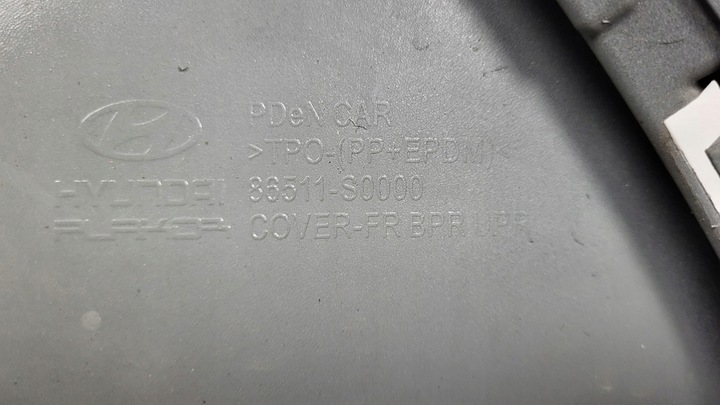 PDeN CAR
>TPO-(PP+EPDM)<
HYUNDAI 86511-S0000
PLAKOR COVER-FR BPR UPR